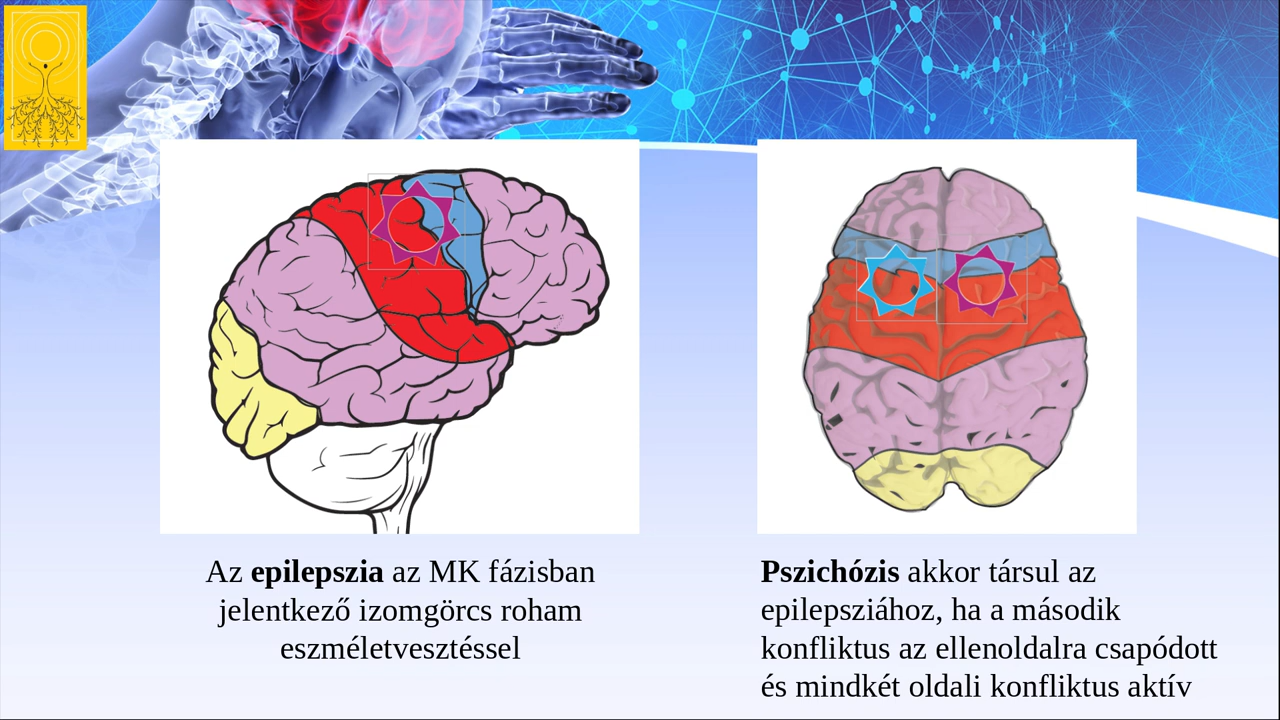 Az epilepszia az MK fázisban
jelentkező izomgörcs roham
eszméletvesztéssel
Pszichózis akkor társul az
epilepsziához, ha a második
konfliktus az ellenoldalra csapódott
és mindkét oldali konfliktus aktív